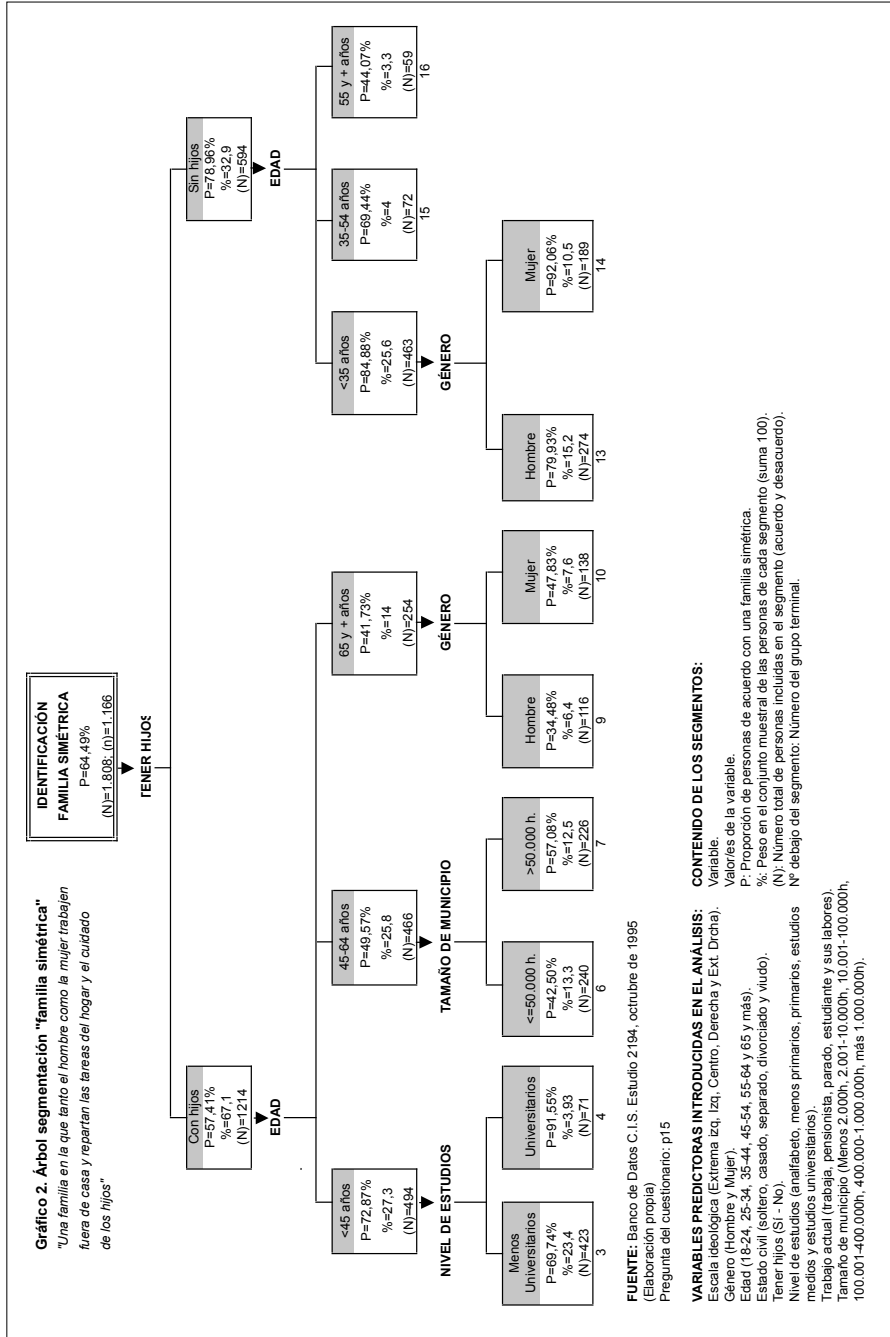 Gráfico 2. Árbol segmentación "familia simétrica"
"Una familia en la que tanto el hombre como la mujer trabajen
fuera de casa y repartan las tareas del hogar y el cuidado
de los hijos"
IDENTIFICACIÓN
FAMILIA SIMÉTRICA
P=64,49%
(N)=1.808; (n)=1.166
TENER HIJOS
Con hijos
P=57,41%
%=67,1
(N)=1214
EDAD
Sin hijos
P=78,96%
%=32,9
(N)=594
EDAD
<45 años
P=72,87%
%=27,3
(N)=494
NIVEL DE ESTUDIOS
45-64 años
P=49,57%
%=25,8
(N)=466
TAMAÑO DE MUNICIPIO
65 y + años
P=41,73%
%=14
(N)=254
GÉNERO
<35 años
P=84,88%
%=25,6
(N)=463
GÉNERO
35-54 años
P=69,44%
%=4
(N)=72
15
55 y + años
P=44,07%
%=3,3
(N)=59
16
Menos
Universitarios
P=69,74%
%=23,4
(N)=423
3
Universitarios
P=91,55%
%=3,93
(N)=71
4
<=50.000 h.
P=42,50%
%=13,3
(N)=240
6
>50.000 h.
P=57,08%
%=12,5
(N)=226
7
Hombre
P=34,48%
%=6,4
(N)=116
9
Mujer
P=47,83%
%=7,6
(N)=138
10
Hombre
P=79,93%
%=15,2
(N)=274
13
Mujer
P=92,06%
%=10,5
(N)=189
14
FUENTE: Banco de Datos C.I.S. Estudio 2194, octubre de 1995
(Elaboración propia)
Pregunta del cuestionario: p15
VARIABLES PREDICTORAS INTRODUCIDAS EN EL ANÁLISIS:
Escala ideológica (Extrema izq, Izq, Centro, Derecha y Ext. Drcha).
Género (Hombre y Mujer).
Edad (18-24, 25-34, 35-44, 45-54, 55-64 y 65 y más).
Estado civil (soltero, casado, separado, divorciado y viudo).
Tener hijos (SI - No).
Nivel de estudios (analfabeto, menos primarios, primarios, estudios
medios y estudios universitarios).
Trabajo actual (trabaja, pensionista, parado, estudiante y sus labores).
Tamaño de municipio (Menos 2.000h, 2.001-10.000h, 10.001-100.000h,
100.001-400.000h, 400.000-1.000.000h, más 1.000.000h).
CONTENIDO DE LOS SEGMENTOS:
Variable.
Valor/es de la variable.
P: Proporción de personas de acuerdo con una familia simétrica.
%: Peso en el conjunto muestral de las personas de cada segmento (suma 100).
(N): Número total de personas incluidas en el segmento (acuerdo y desacuerdo).
Nº debajo del segmento: Número del grupo terminal.